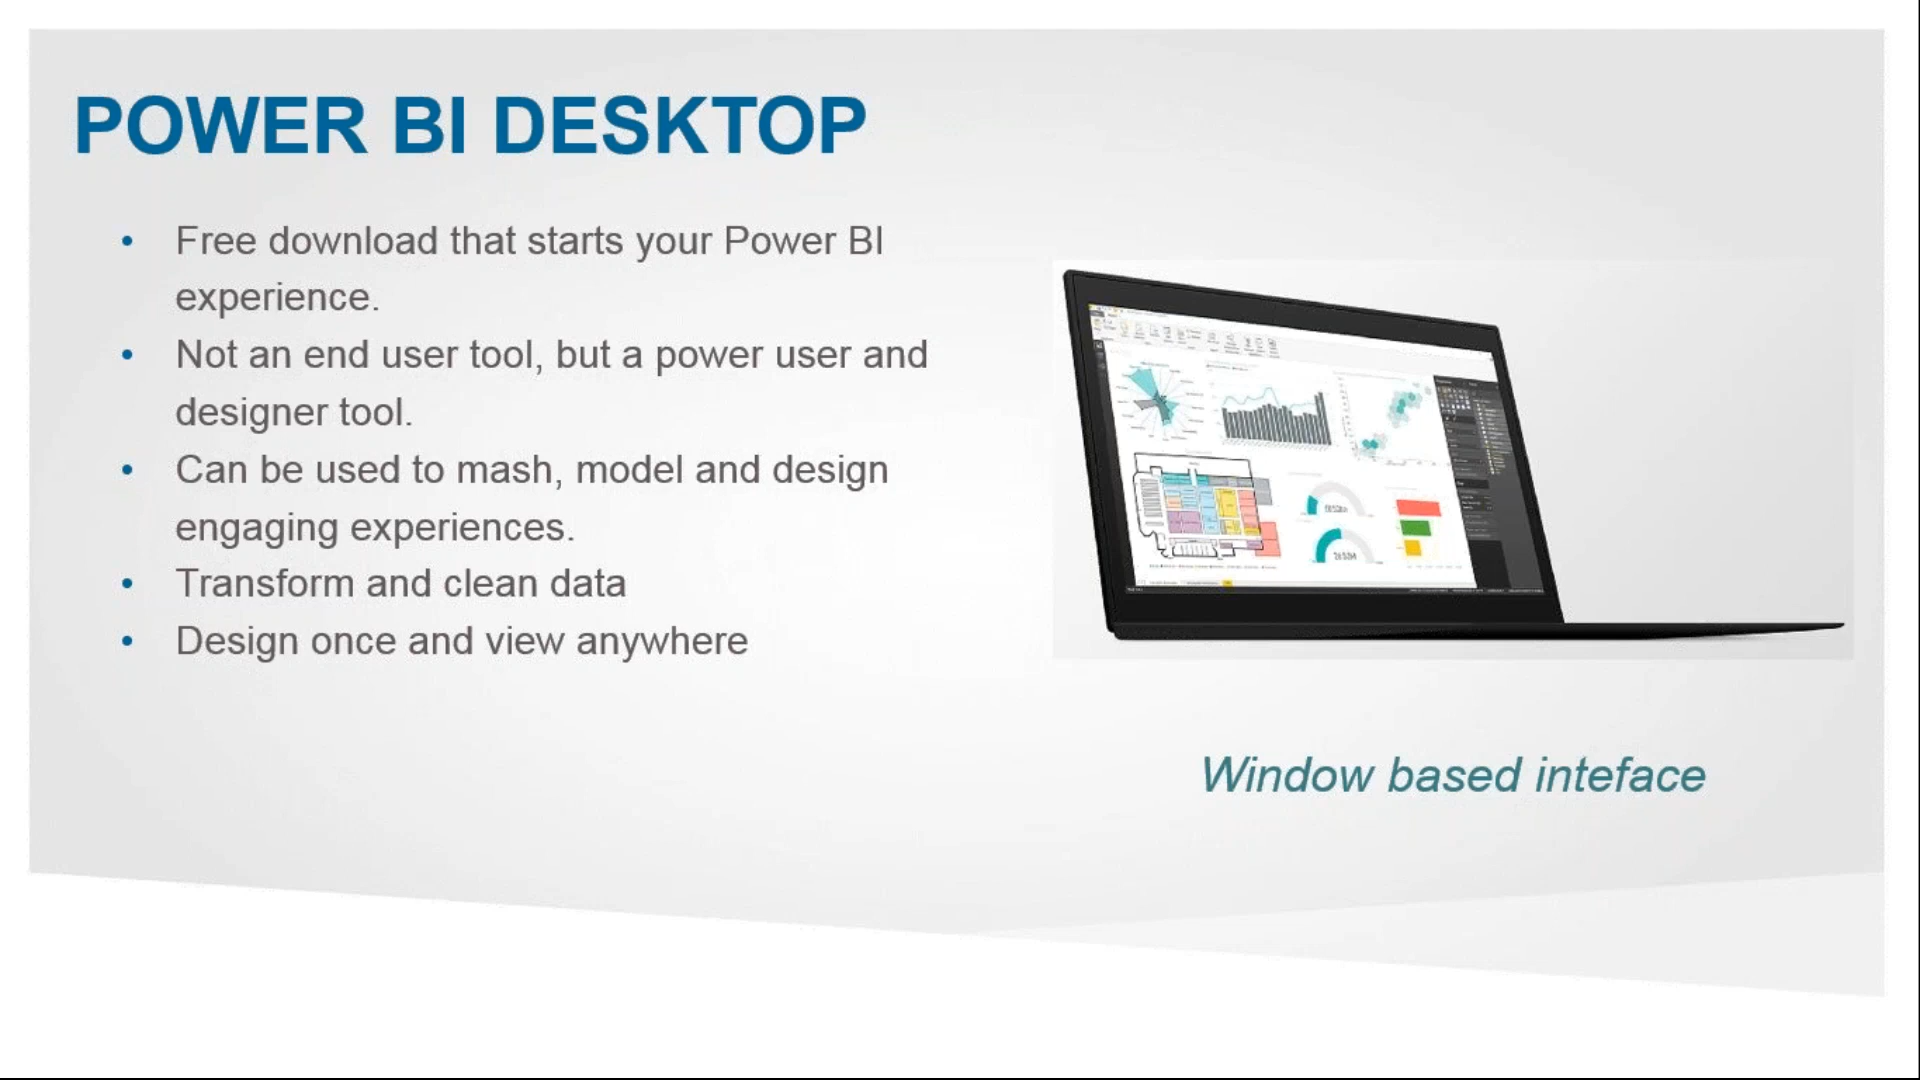 POWER BI DESKTOP
• Free download that starts your Power BI
experience.
• Not an end user tool, but a power user and
designer tool.
• Can be used to mash, model and design
engaging experiences.
• Transform and clean data
• Design once and view anywhere
Window based inteface